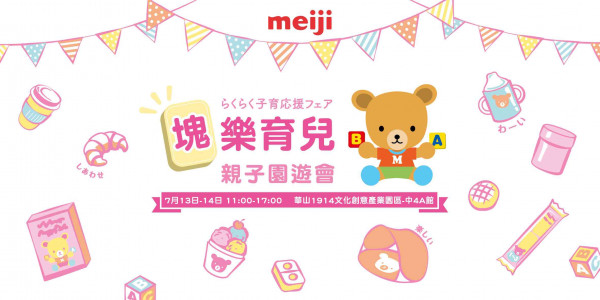 meiji
らくらく子育応援フェア
塊樂育兒
B A
M
親子園遊會
7月13日-14日 11:00-17:00 華山1914文化創意產業園區-中4A館
しあわせ
わーい
楽しい